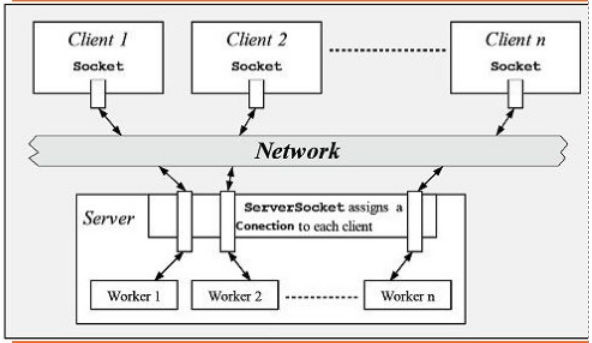 Client 1 Client 2 Client n
Socket Socket Socket
Network
Server
ServerSocket assigns a
Conection to each client
Worker 1 Worker 2 Worker n